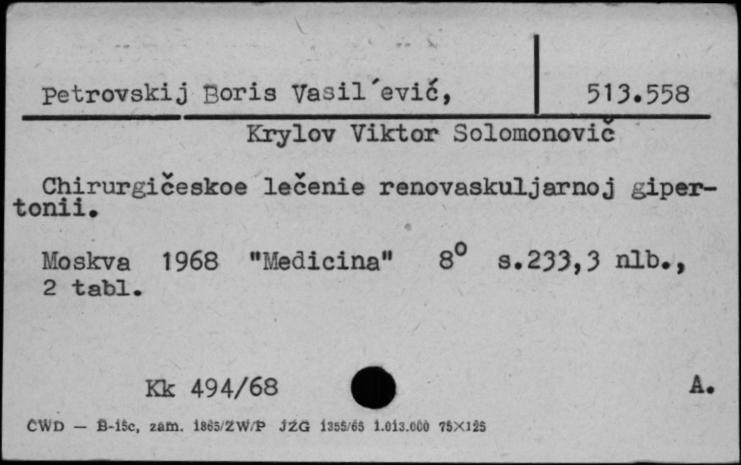 Petrovskij Boris Vasil´ević, 513.558
Krylov Viktor Solomonovič
Chirurgičeskoe lečenie renovaskuljarnoj giper-
tonii.
Moskva 1968 "Medicina" 8⁰ s.233,3 nlb.,
2 tabl.
Kk 494/68 A.
CWD — B-15c, zam. 1865/ZW/P JZG 1355/65 1.013.000 75×125